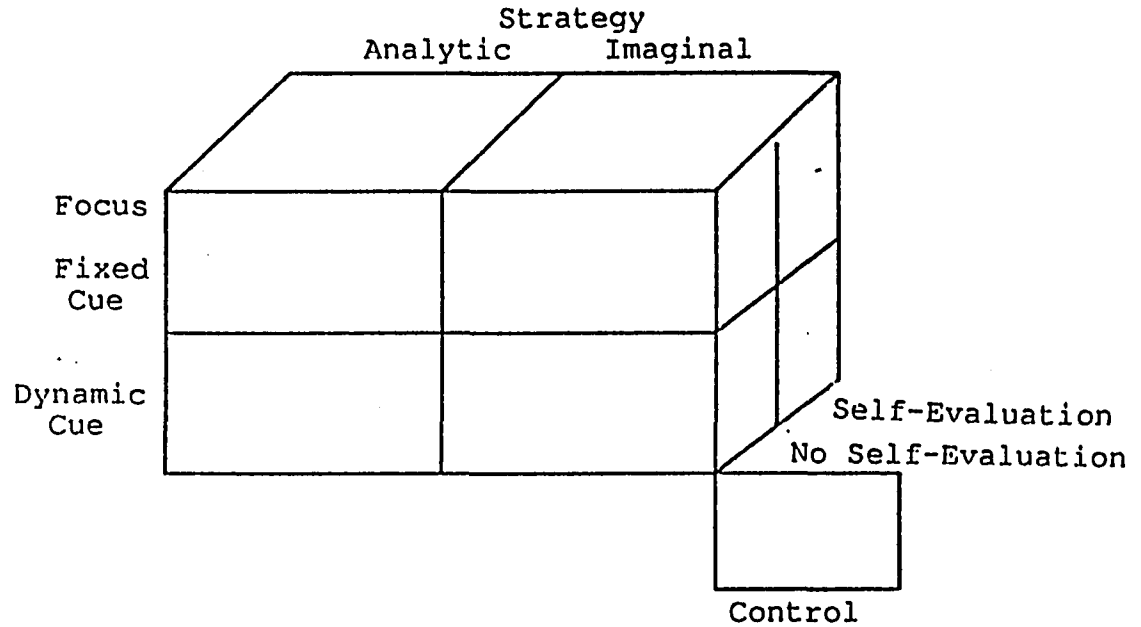 Strategy
Analytic Imaginal
Focus
Fixed
Cue
Dynamic
Cue
Self-Evaluation
No Self-Evaluation
Control